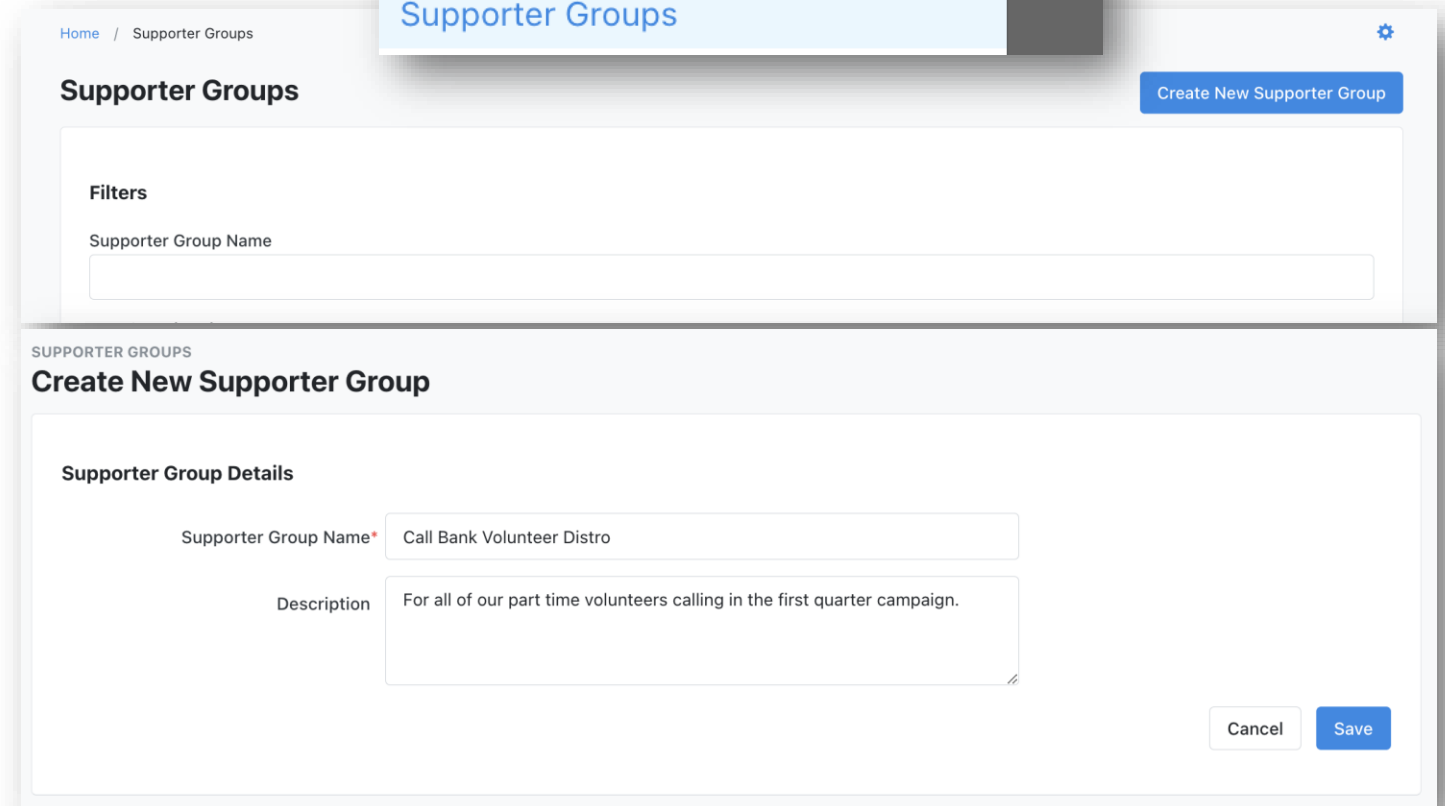 Supporter Groups
Home / Supporter Groups
Supporter Groups
Create New Supporter Group
Filters
Supporter Group Name
SUPPORTER GROUPS
Create New Supporter Group
Supporter Group Details
Supporter Group Name* Call Bank Volunteer Distro
Description For all of our part time volunteers calling in the first quarter campaign.
Cancel Save